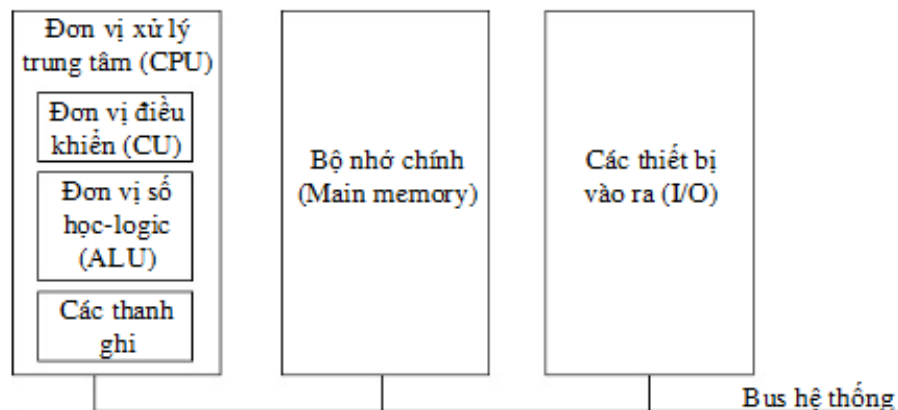 Đơn vị xử lý
trung tâm (CPU)
Đơn vị điều
khiển (CU)
Đơn vị số
học-logic
(ALU)
Các thanh
ghi
Bộ nhớ chính
(Main memory)
Các thiết bị
vào ra (I/O)
Bus hệ thống